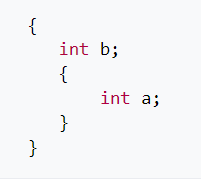 {
int b;
{
int a;
}
}